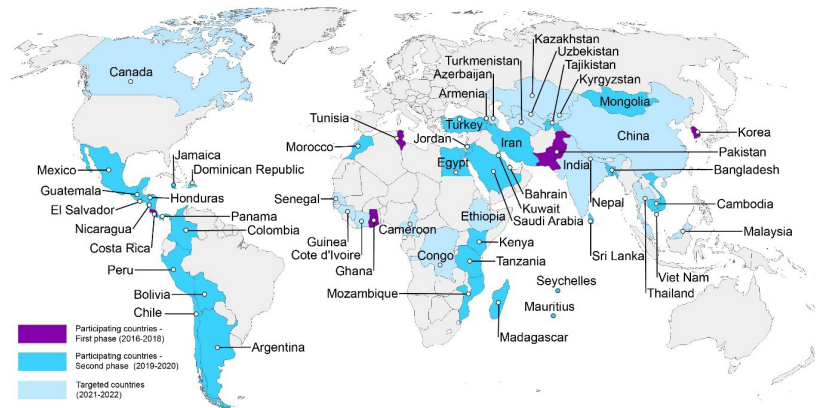 Kazakhstan
Uzbekistan
Turkmenistan
Tajikistan
Azerbaijan
Kyrgyzstan
Canada
Armenia
Mongolia
Tunisia
Turkey
Jordan
Iran
China
Korea
Morocco
Pakistan
Jamaica
Mexico
Dominican Republic
Egypt
India
Bangladesh
Guatemala
Honduras
Bahrain
Nepal
El Salvador
Senegal
Kuwait
Cambodia
Nicaragua
Panama
Ethiopia
Saudi Arabia
Costa Rica
Colombia
Guinea
Cameroon
Malaysia
Cote d'Ivoire
Kenya
Sri Lanka
Ghana
Congo
Tanzania
Peru
Viet Nam
Seychelles
Thailand
Bolivia
Mozambique
Mauritius
Chile
Madagascar
Argentina
Participating countries -
First phase (2016-2018)
Participating countries -
Second phase (2019-2020)
Targeted countries
(2021-2022)